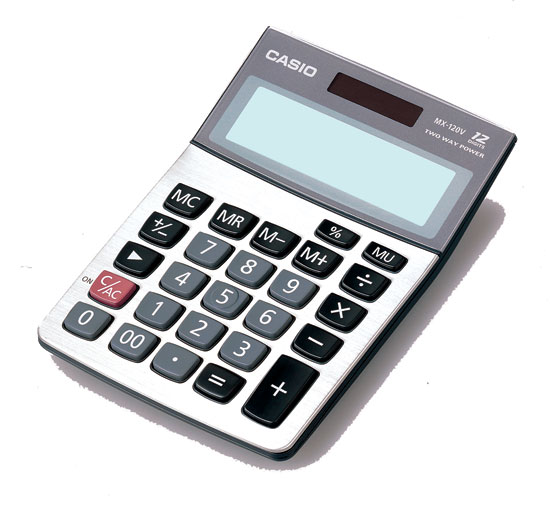 CASIO
MX-120V 12
DIGITS
TWO WAY POWER
MC MR M− M+ % MU
+/− 7 8 9 ÷
▶ 4 5 6 ×
ON C/AC 1 2 3 −
0 00 · = +